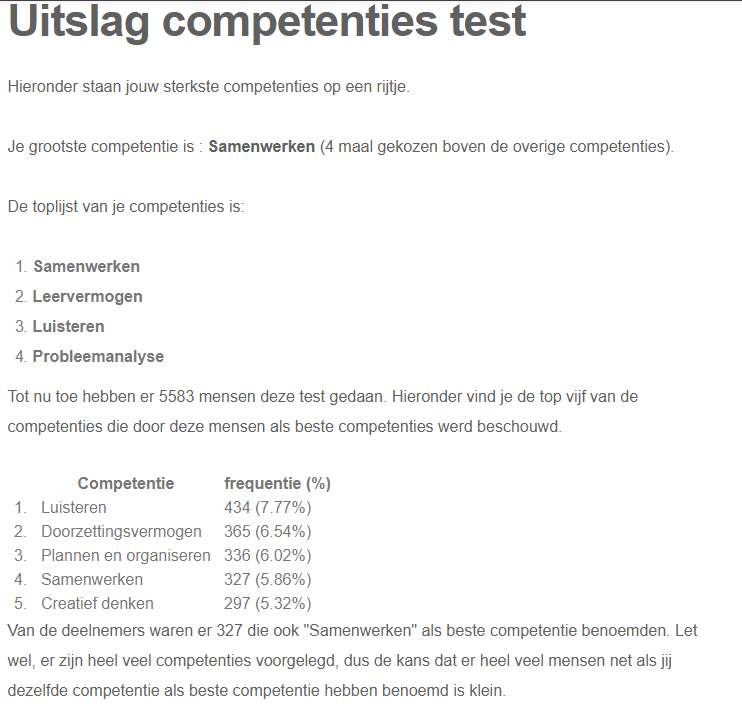 Uitslag competenties test
Hieronder staan jouw sterkste competenties op een rijtje.
Je grootste competentie is : Samenwerken (4 maal gekozen boven de overige competenties).
De toplijst van je competenties is:
1. Samenwerken
2. Leervermogen
3. Luisteren
4. Probleemanalyse
Tot nu toe hebben er 5583 mensen deze test gedaan. Hieronder vind je de top vijf van de
competenties die door deze mensen als beste competenties werd beschouwd.
Competentie frequentie (%)
1. Luisteren 434 (7.77%)
2. Doorzettingsvermogen 365 (6.54%)
3. Plannen en organiseren 336 (6.02%)
4. Samenwerken 327 (5.86%)
5. Creatief denken 297 (5.32%)
Van de deelnemers waren er 327 die ook "Samenwerken" als beste competentie benoemden. Let
wel, er zijn heel veel competenties voorgelegd, dus de kans dat er heel veel mensen net als jij
dezelfde competentie als beste competentie hebben benoemd is klein.